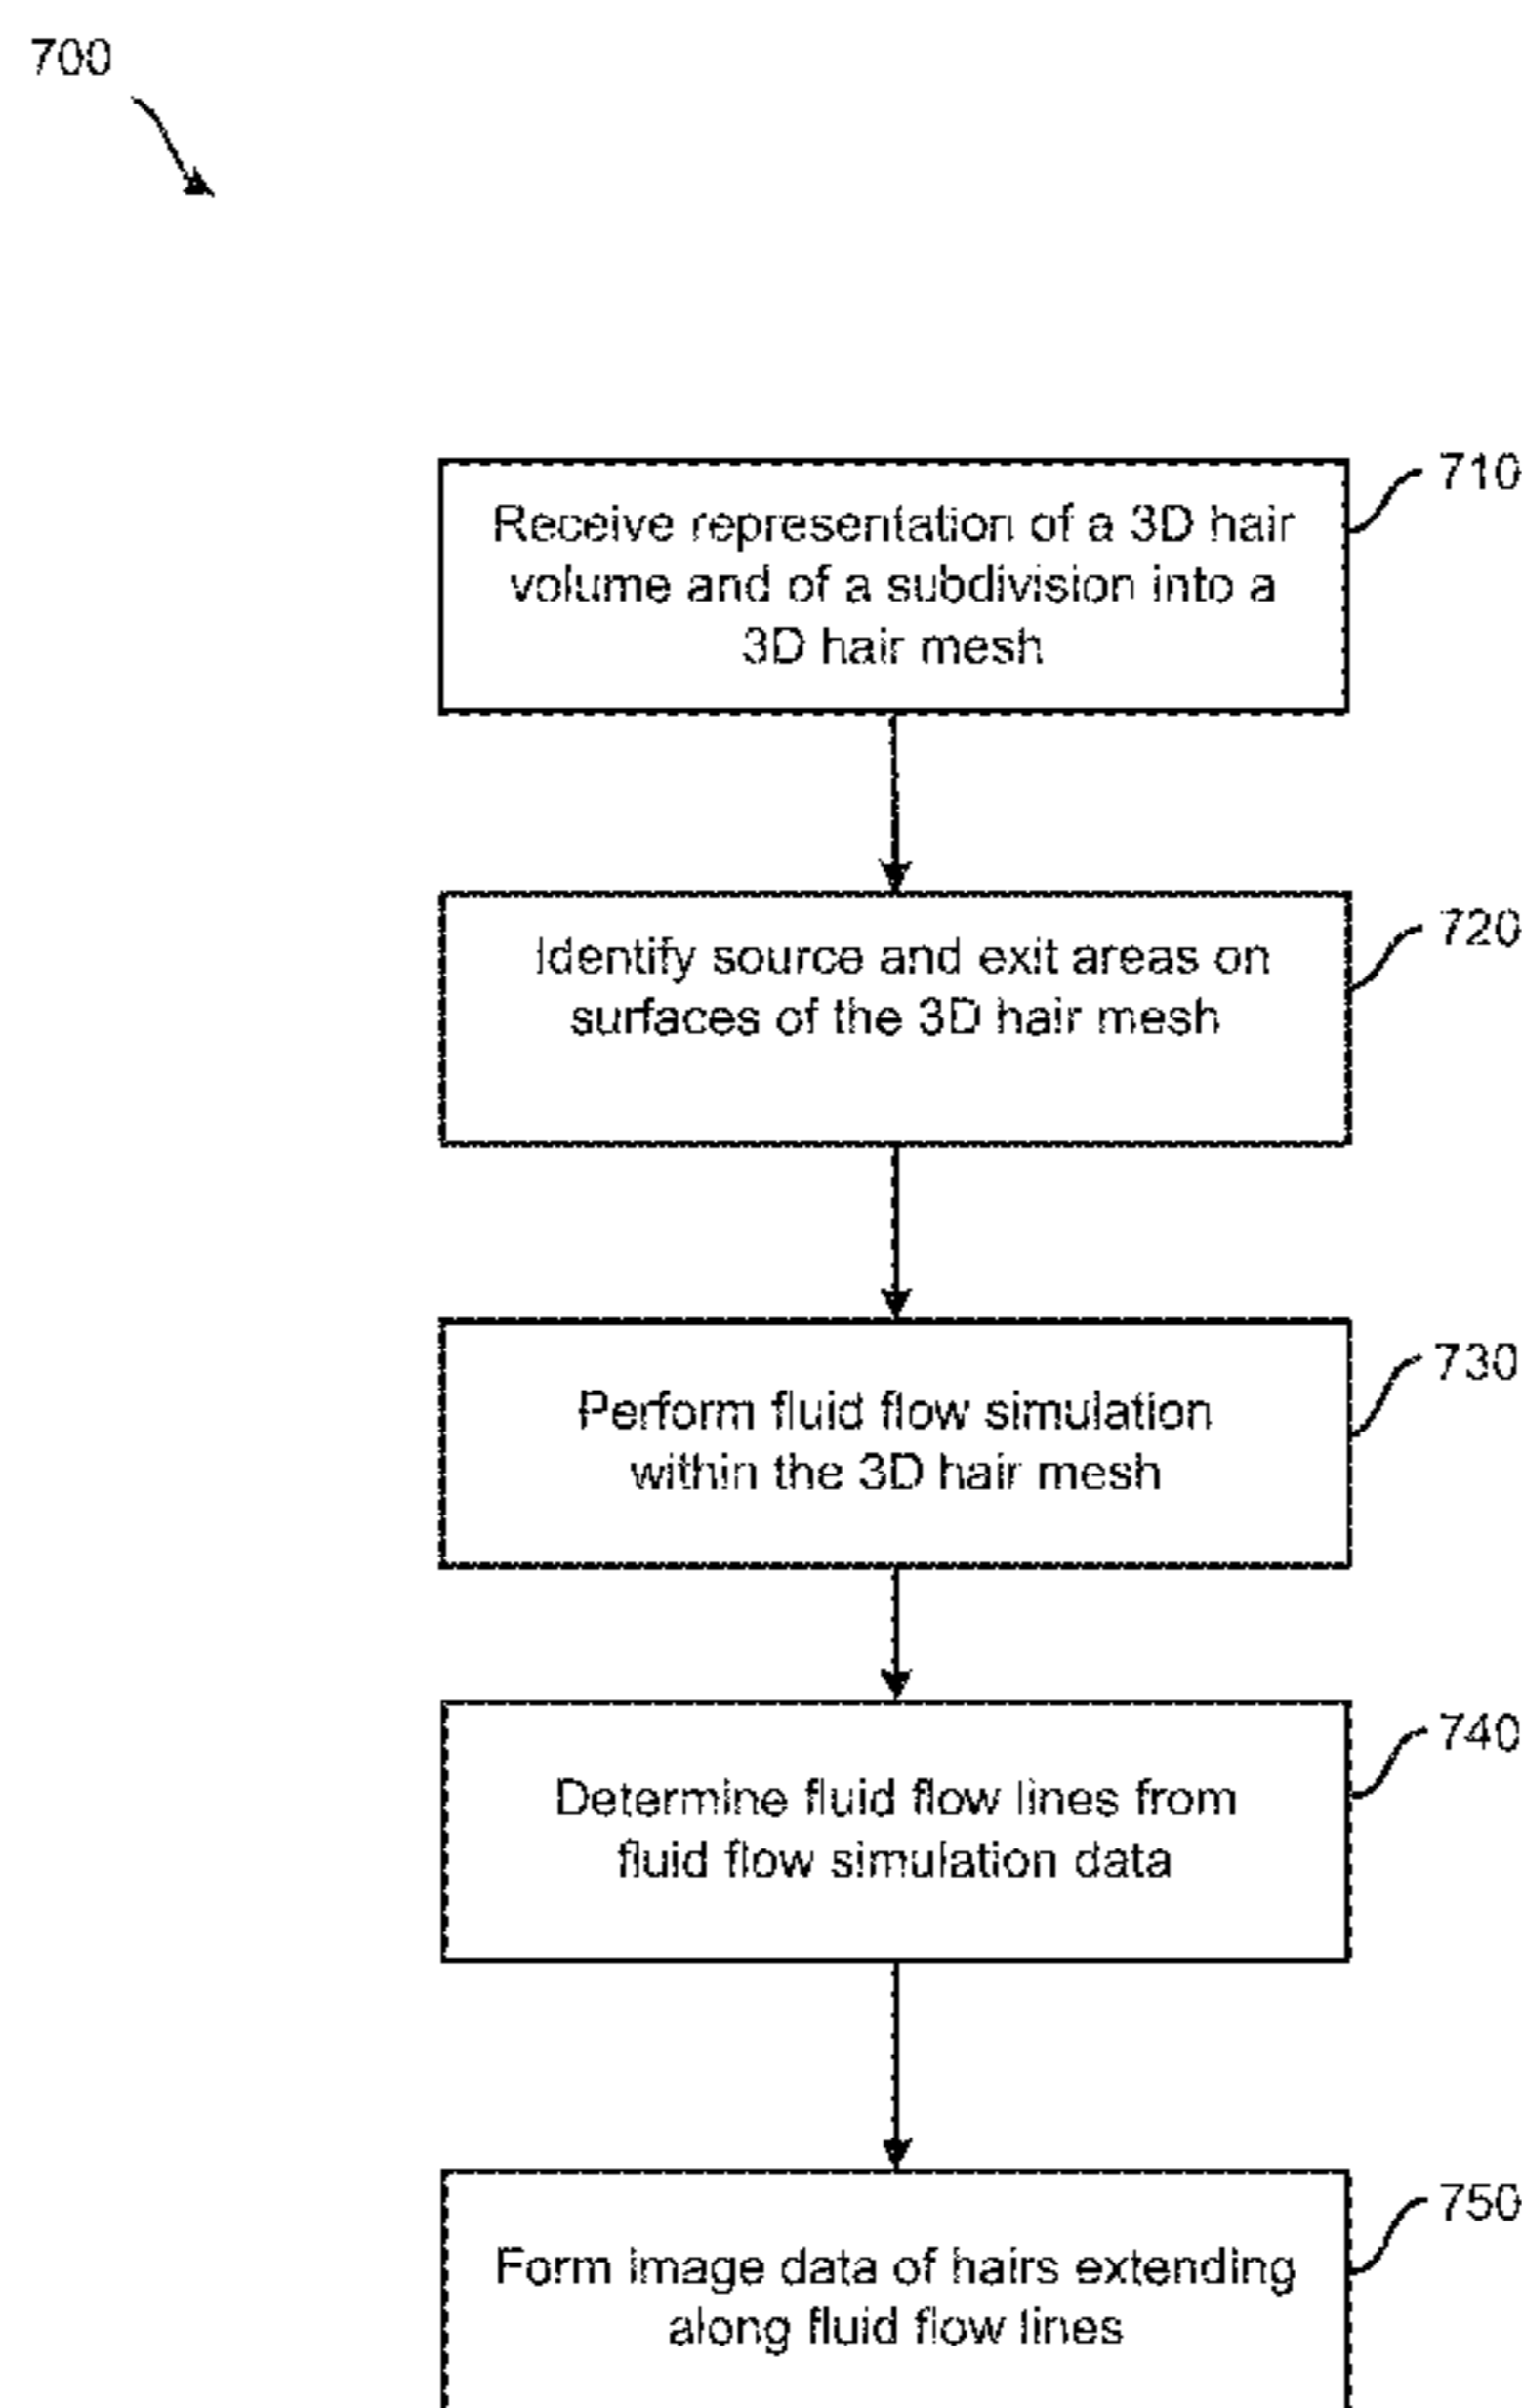 700
710
Receive representation of a 3D hair
volume and of a subdivision into a
3D hair mesh
720
Identify source and exit areas on
surfaces of the 3D hair mesh
730
Perform fluid flow simulation
within the 3D hair mesh
740
Determine fluid flow lines from
fluid flow simulation data
750
Form image data of hairs extending
along fluid flow lines